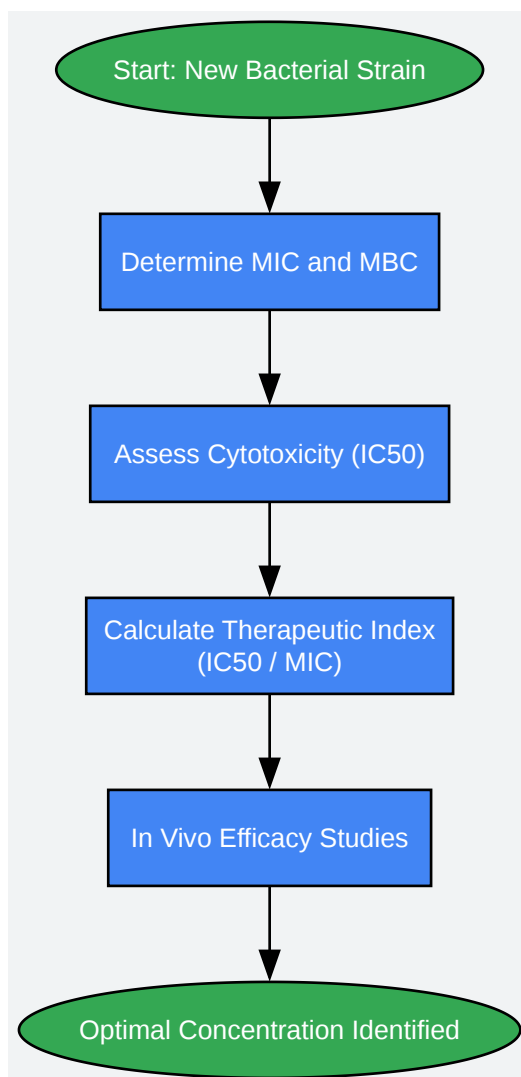 Start: New Bacterial Strain
Determine MIC and MBC
Assess Cytotoxicity (IC50)
Calculate Therapeutic Index
(IC50 / MIC)
In Vivo Efficacy Studies
Optimal Concentration Identified